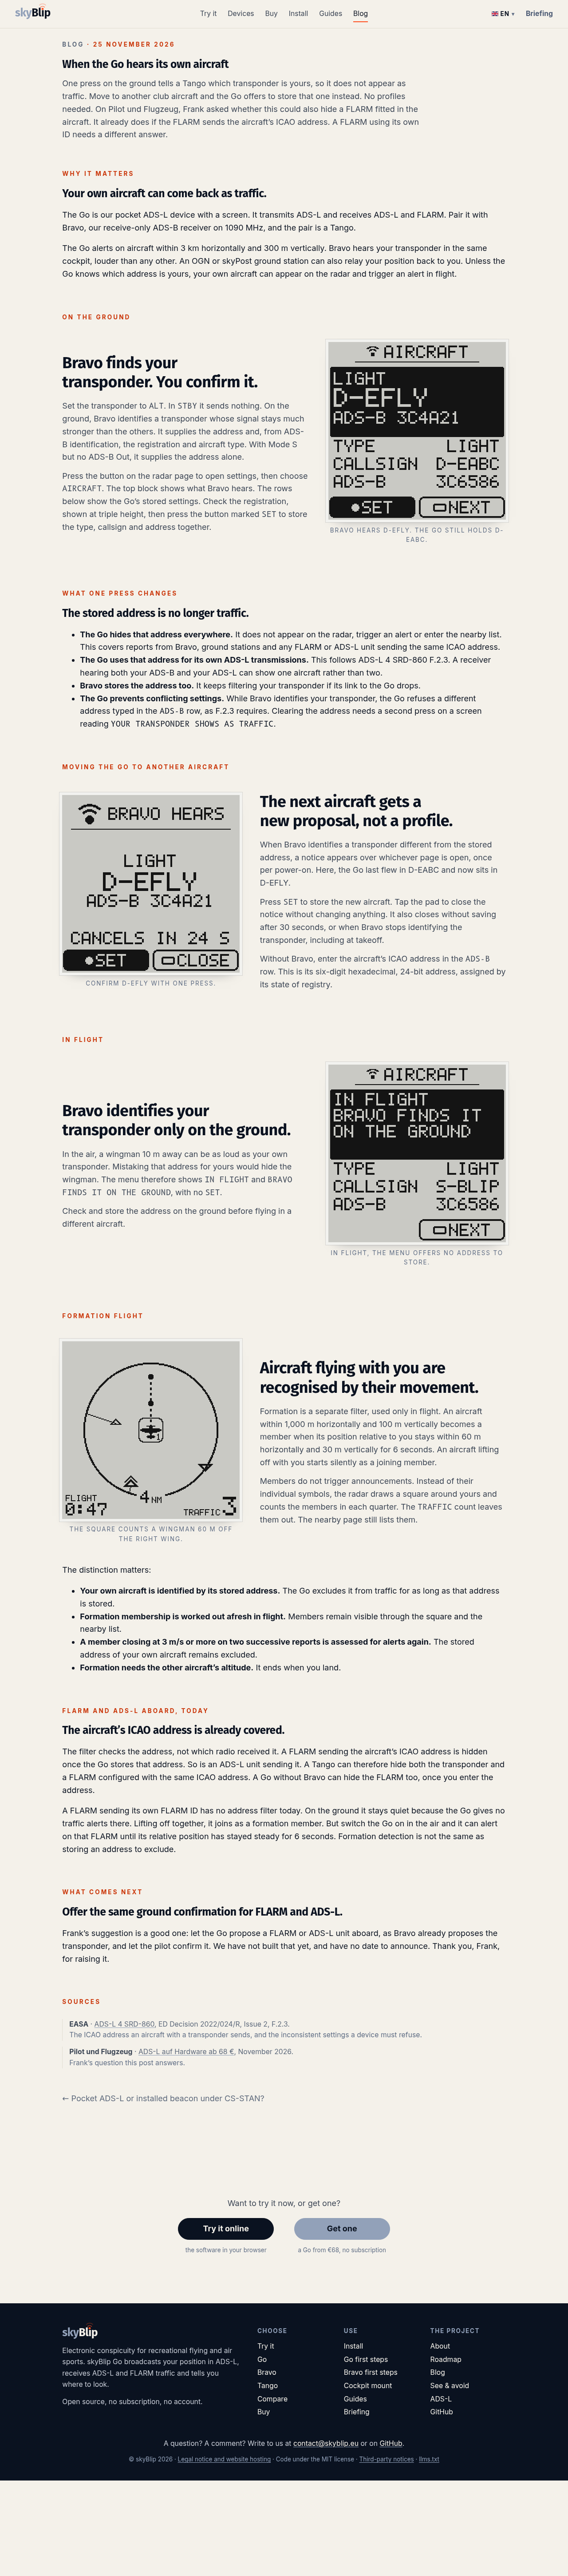 skyBlip
Try it
Devices
Buy
Install
Guides
Blog
EN
Briefing
BLOG · 25 NOVEMBER 2026
When the Go hears its own aircraft
One press on the ground tells a Tango which transponder is yours, so it does not appear as
traffic. Move to another club aircraft and the Go offers to store that one instead. No profiles
needed. On Pilot und Flugzeug, Frank asked whether this could also hide a FLARM fitted in the
aircraft. It already does if the FLARM sends the aircraft's ICAO address. A FLARM using its own
ID needs a different answer.
WHY IT MATTERS
Your own aircraft can come back as traffic.
The Go is our pocket ADS-L device with a screen. It transmits ADS-L and receives ADS-L and FLARM. Pair it with
Bravo, our receive-only ADS-B receiver on 1090 MHz, and the pair is a Tango.
The Go alerts on aircraft within 3 km horizontally and 300 m vertically. Bravo hears your transponder in the same
cockpit, louder than any other. An OGN or skyPost ground station can also relay your position back to you. Unless the
Go knows which address is yours, your own aircraft can appear on the radar and trigger an alert in flight.
ON THE GROUND
Bravo finds your
transponder. You confirm it.
Set the transponder to ALT. In STBY it sends nothing. On the
ground, Bravo identifies a transponder whose signal stays much
stronger than the others. It supplies the address and, from ADS-
B identification, the registration and aircraft type. With Mode S
but no ADS-B Out, it supplies the address alone.
Press the button on the radar page to open settings, then choose
AIRCRAFT. The top block shows what Bravo hears. The rows
below show the Go's stored settings. Check the registration,
shown at triple height, then press the button marked SET to store
the type, callsign and address together.
AIRCRAFT
LIGHT
D-EFLY
ADS-B 3C4A21
TYPE LIGHT
CALLSIGN D-EABC
ADS-B 3C6586
SET NEXT
BRAVO HEARS D-EFLY. THE GO STILL HOLDS D-
EABC.
WHAT ONE PRESS CHANGES
The stored address is no longer traffic.
• The Go hides that address everywhere. It does not appear on the radar, trigger an alert or enter the nearby list.
This covers reports from Bravo, ground stations and any FLARM or ADS-L unit sending the same ICAO address.
• The Go uses that address for its own ADS-L transmissions. This follows ADS-L 4 SRD-860 F.2.3. A receiver
hearing both your ADS-B and your ADS-L can show one aircraft rather than two.
• Bravo stores the address too. It keeps filtering your transponder if its link to the Go drops.
• The Go prevents conflicting settings. While Bravo identifies your transponder, the Go refuses a different
address typed in the ADS-B row, as F.2.3 requires. Clearing the address needs a second press on a screen
reading YOUR TRANSPONDER SHOWS AS TRAFFIC.
MOVING THE GO TO ANOTHER AIRCRAFT
BRAVO HEARS
LIGHT
D-EFLY
ADS-B 3C4A21
CANCELS IN 24 S
SET CLOSE
CONFIRM D-EFLY WITH ONE PRESS.
The next aircraft gets a
new proposal, not a profile.
When Bravo identifies a transponder different from the stored
address, a notice appears over whichever page is open, once
per power-on. Here, the Go last flew in D-EABC and now sits in
D-EFLY.
Press SET to store the new aircraft. Tap the pad to close the
notice without changing anything. It also closes without saving
after 30 seconds, or when Bravo stops identifying the
transponder, including at takeoff.
Without Bravo, enter the aircraft's ICAO address in the ADS-B
row. This is its six-digit hexadecimal, 24-bit address, assigned by
its state of registry.
IN FLIGHT
Bravo identifies your
transponder only on the ground.
In the air, a wingman 10 m away can be as loud as your own
transponder. Mistaking that address for yours would hide the
wingman. The menu therefore shows IN FLIGHT and BRAVO
FINDS IT ON THE GROUND, with no SET.
Check and store the address on the ground before flying in a
different aircraft.
AIRCRAFT
IN FLIGHT
BRAVO FINDS IT
ON THE GROUND
TYPE LIGHT
CALLSIGN S-BLIP
ADS-B 3C6586
NEXT
IN FLIGHT, THE MENU OFFERS NO ADDRESS TO
STORE.
FORMATION FLIGHT
1
FLIGHT
0:47
4 NM
TRAFFIC 3
THE SQUARE COUNTS A WINGMAN 60 M OFF
THE RIGHT WING.
Aircraft flying with you are
recognised by their movement.
Formation is a separate filter, used only in flight. An aircraft
within 1,000 m horizontally and 100 m vertically becomes a
member when its position relative to you stays within 60 m
horizontally and 30 m vertically for 6 seconds. An aircraft lifting
off with you starts silently as a joining member.
Members do not trigger announcements. Instead of their
individual symbols, the radar draws a square around yours and
counts the members in each quarter. The TRAFFIC count leaves
them out. The nearby page still lists them.
The distinction matters:
• Your own aircraft is identified by its stored address. The Go excludes it from traffic for as long as that address
is stored.
• Formation membership is worked out afresh in flight. Members remain visible through the square and the
nearby list.
• A member closing at 3 m/s or more on two successive reports is assessed for alerts again. The stored
address of your own aircraft remains excluded.
• Formation needs the other aircraft's altitude. It ends when you land.
FLARM AND ADS-L ABOARD, TODAY
The aircraft's ICAO address is already covered.
The filter checks the address, not which radio received it. A FLARM sending the aircraft's ICAO address is hidden
once the Go stores that address. So is an ADS-L unit sending it. A Tango can therefore hide both the transponder and
a FLARM configured with the same ICAO address. A Go without Bravo can hide the FLARM too, once you enter the
address.
A FLARM sending its own FLARM ID has no address filter today. On the ground it stays quiet because the Go gives no
traffic alerts there. Lifting off together, it joins as a formation member. But switch the Go on in the air and it can alert
on that FLARM until its relative position has stayed steady for 6 seconds. Formation detection is not the same as
storing an address to exclude.
WHAT COMES NEXT
Offer the same ground confirmation for FLARM and ADS-L.
Frank's suggestion is a good one: let the Go propose a FLARM or ADS-L unit aboard, as Bravo already proposes the
transponder, and let the pilot confirm it. We have not built that yet, and have no date to announce. Thank you, Frank,
for raising it.
SOURCES
EASA · ADS-L 4 SRD-860, ED Decision 2022/024/R, Issue 2, F.2.3.
The ICAO address an aircraft with a transponder sends, and the inconsistent settings a device must refuse.
Pilot und Flugzeug · ADS-L auf Hardware ab 68 €, November 2026.
Frank's question this post answers.
← Pocket ADS-L or installed beacon under CS-STAN?
Want to try it now, or get one?
Try it online
Get one
the software in your browser
a Go from €68, no subscription
skyBlip
Electronic conspicuity for recreational flying and air
sports. skyBlip Go broadcasts your position in ADS-L,
receives ADS-L and FLARM traffic and tells you
where to look.
Open source, no subscription, no account.
CHOOSE
Try it
Go
Bravo
Tango
Compare
Buy
USE
Install
Go first steps
Bravo first steps
Cockpit mount
Guides
Briefing
THE PROJECT
About
Roadmap
Blog
See & avoid
ADS-L
GitHub
A question? A comment? Write to us at contact@skyblip.eu or on GitHub.
© skyBlip 2026 · Legal notice and website hosting · Code under the MIT license · Third-party notices · llms.txt